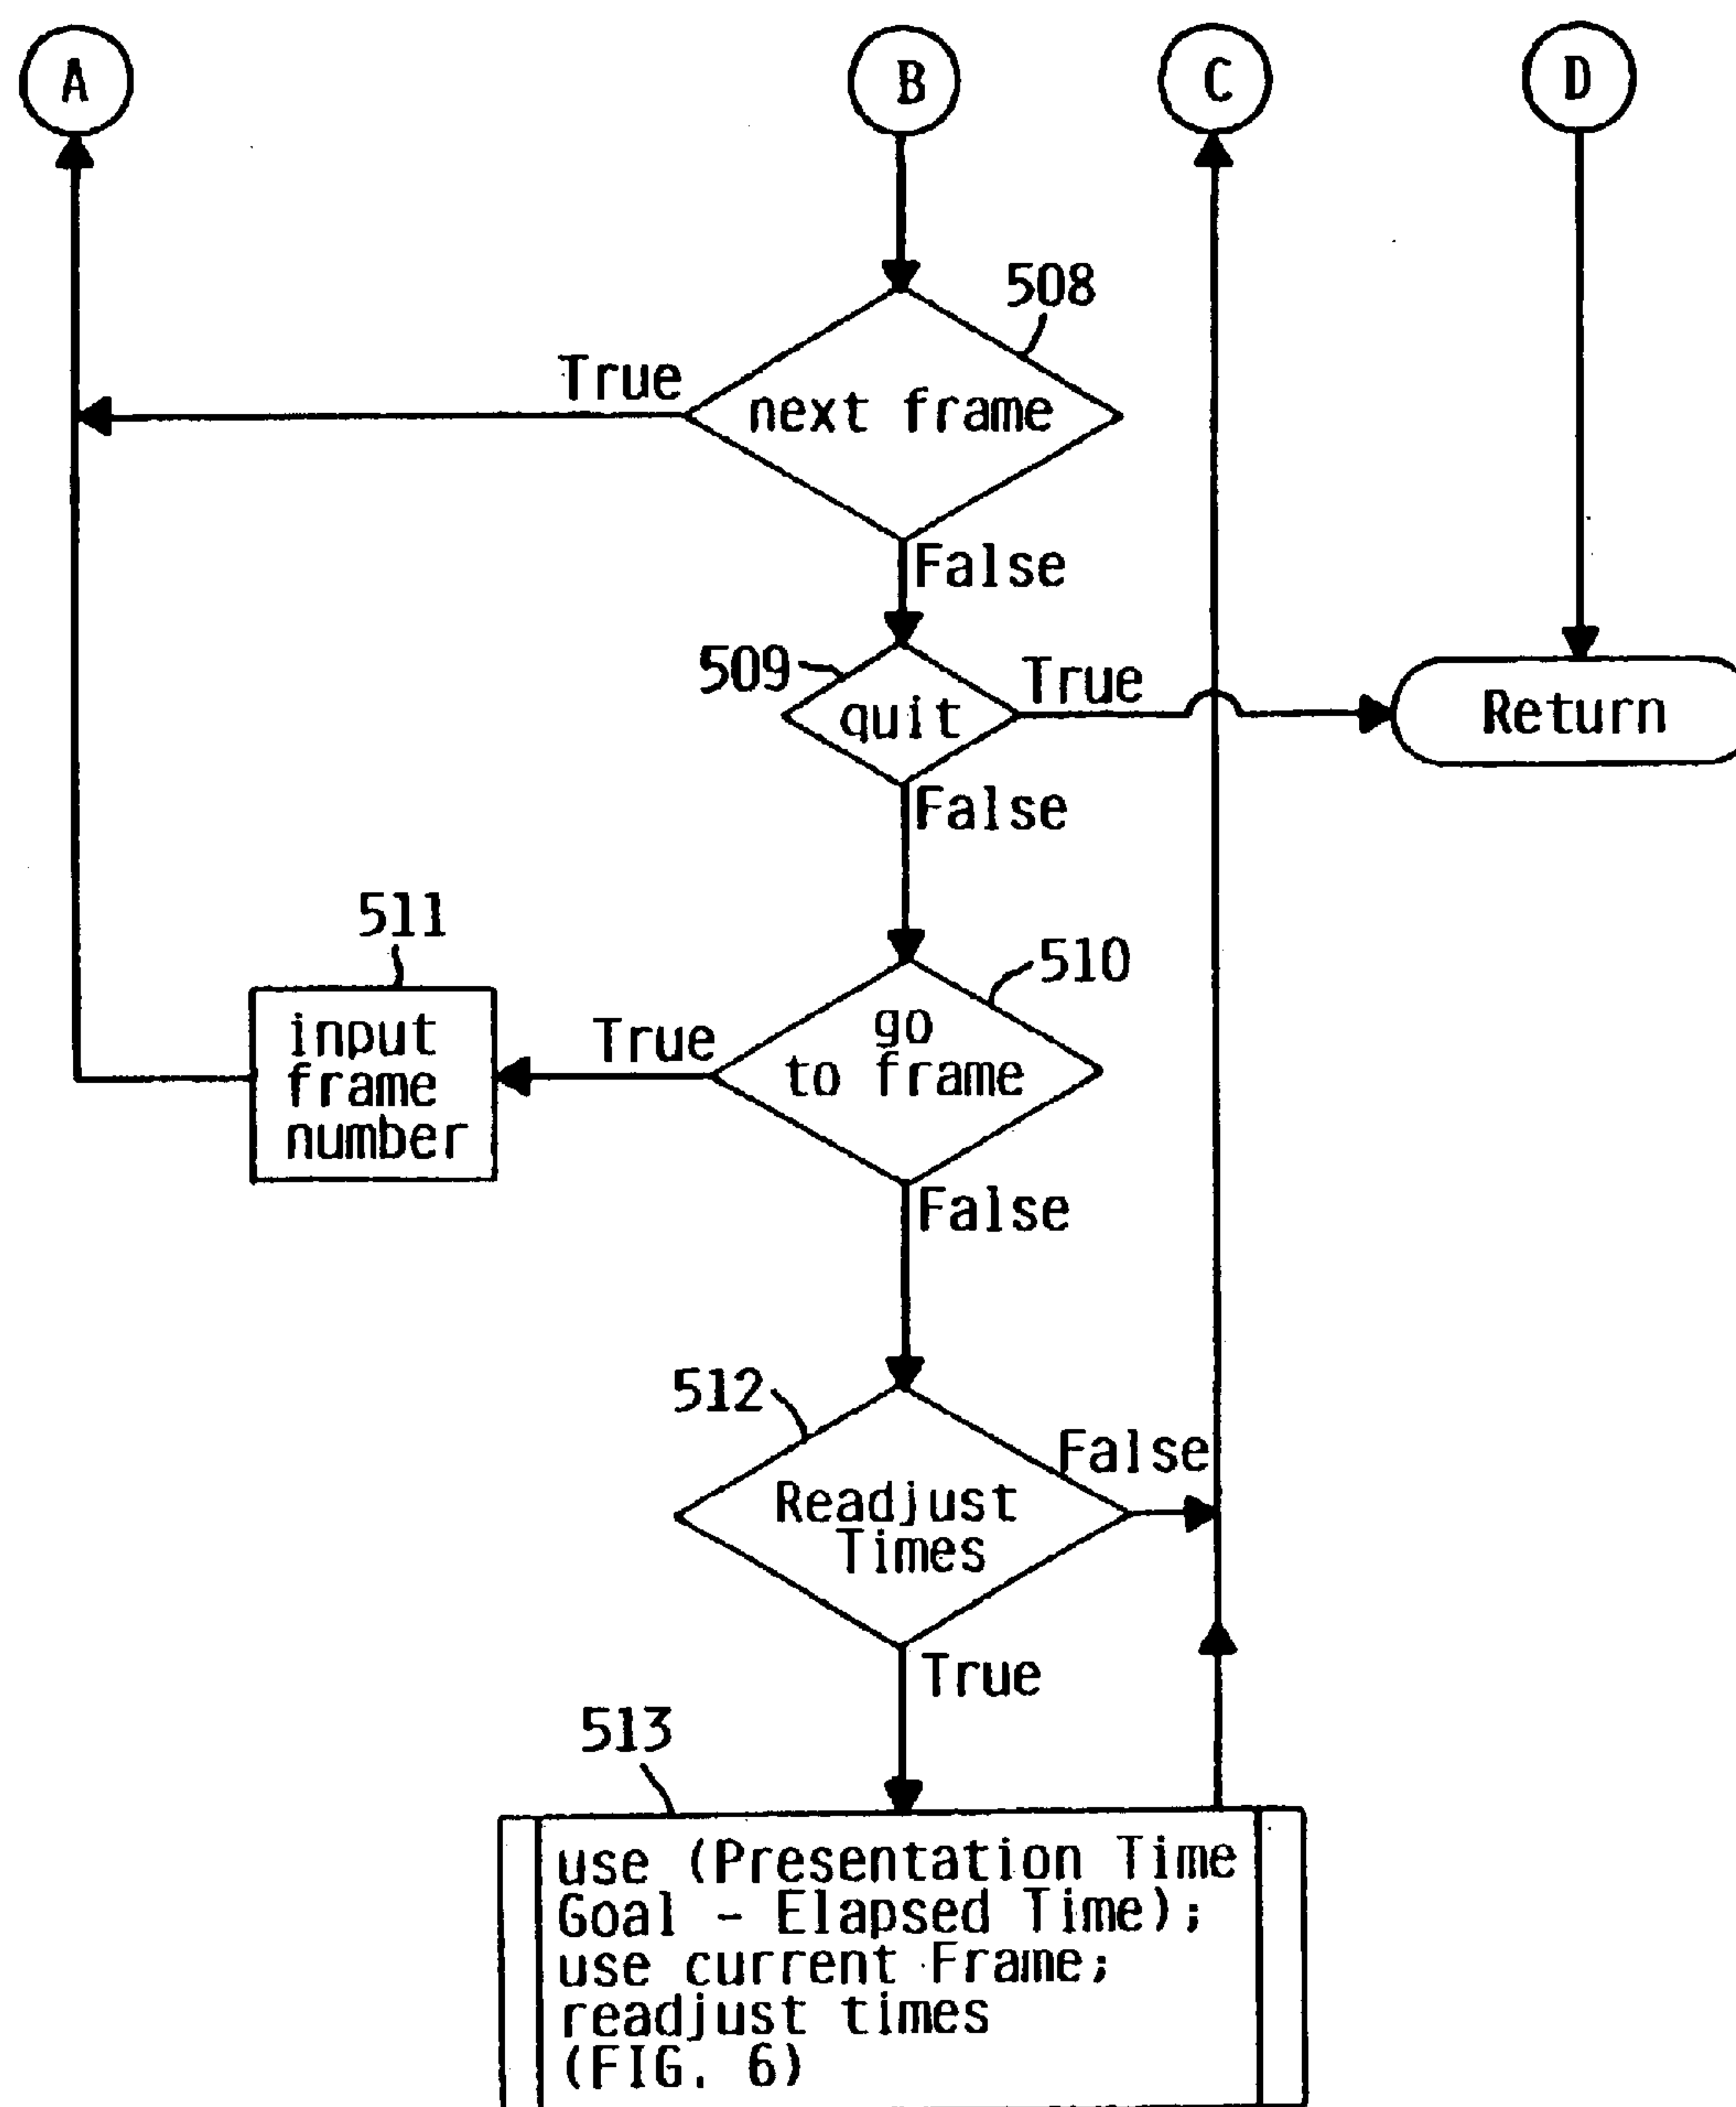 A
B
C
D
508
True
next frame
False
509
True
quit
Return
False
511
510
input
frame
number
True
go
to frame
False
512
False
Readjust
Times
True
513
use (Presentation Time
Goal - Elapsed Time);
use current Frame;
readjust times
(FIG. 6)